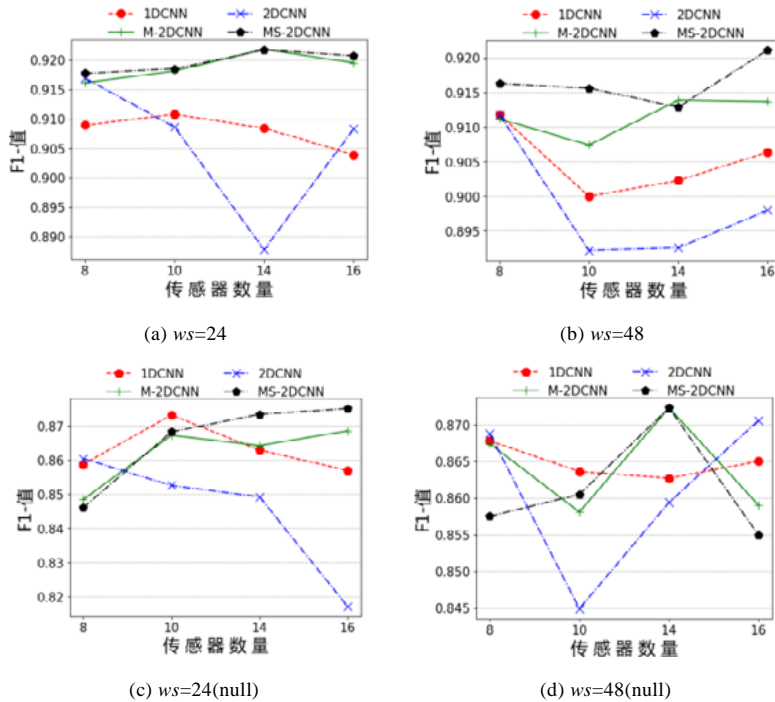 1DCNN 2DCNN
M-2DCNN MS-2DCNN
0.920
0.915
0.910
0.905
0.900
0.895
0.890
F1-值
8 10 14 16
传感器数量
(a) ws=24
1DCNN 2DCNN
M-2DCNN MS-2DCNN
0.920
0.915
0.910
0.905
0.900
0.895
F1-值
8 10 14 16
传感器数量
(b) ws=48
1DCNN 2DCNN
M-2DCNN MS-2DCNN
0.87
0.86
0.85
0.84
0.83
0.82
F1-值
8 10 14 16
传感器数量
(c) ws=24(null)
1DCNN 2DCNN
M-2DCNN MS-2DCNN
0.870
0.865
0.860
0.855
0.850
0.845
F1-值
8 10 14 16
传感器数量
(d) ws=48(null)